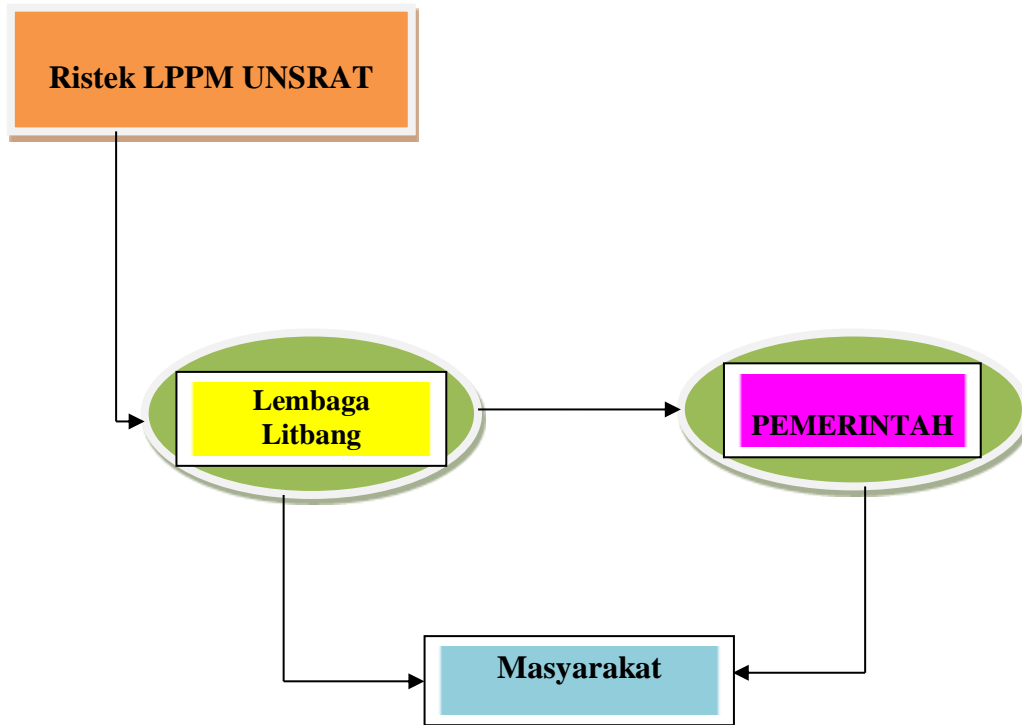 Ristek LPPM UNSRAT
Lembaga
Litbang
PEMERINTAH
Masyarakat